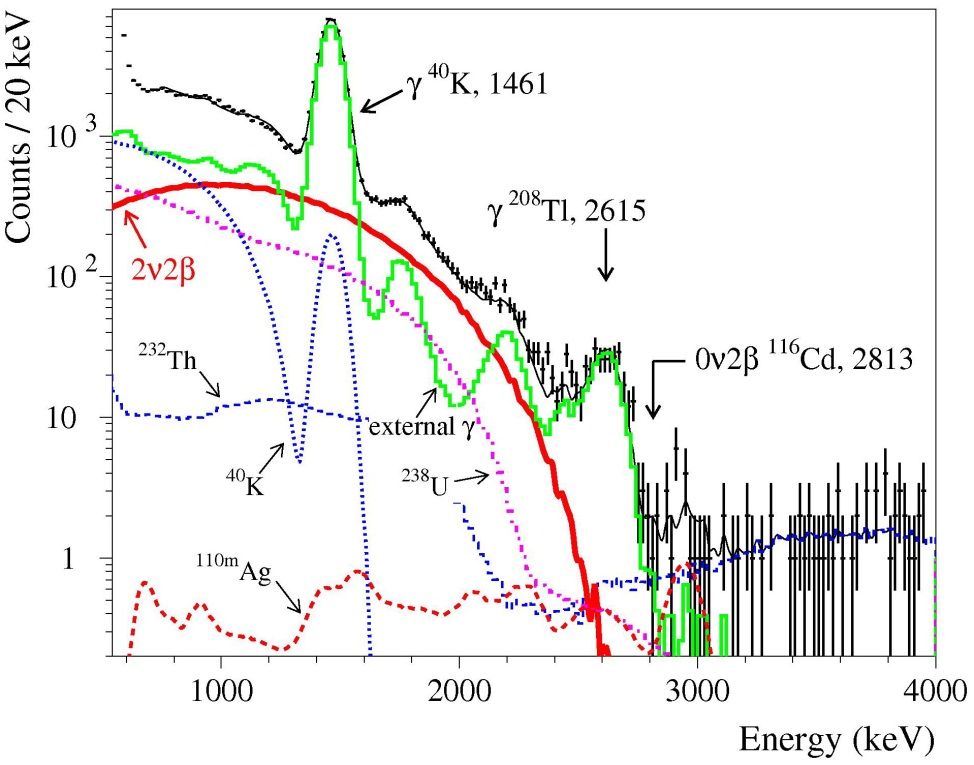 Counts / 20 keV
10³
10²
10
1
γ ⁴⁰K, 1461
γ ²⁰⁸Tl, 2615
2ν2β
0ν2β ¹¹⁶Cd, 2813
²³²Th
external γ
⁴⁰K
²³⁸U
¹¹⁰ᵐAg
1000 2000 3000 4000
Energy (keV)